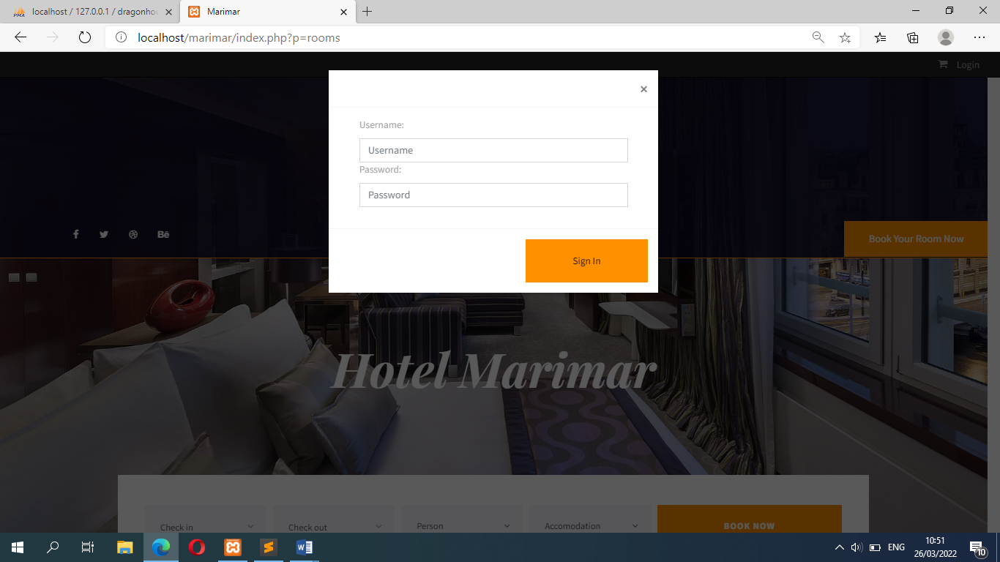 localhost / 127.0.0.1 / dragonhou
Marimar
localhost/marimar/index.php?p=rooms
Login
×
Username:
Username
Password:
Password
Sign In
Bē
Book Your Room Now
Hotel Marimar
Check in
Check out
Person
Accomodation
BOOK NOW
ENG
10:51
26/03/2022
10